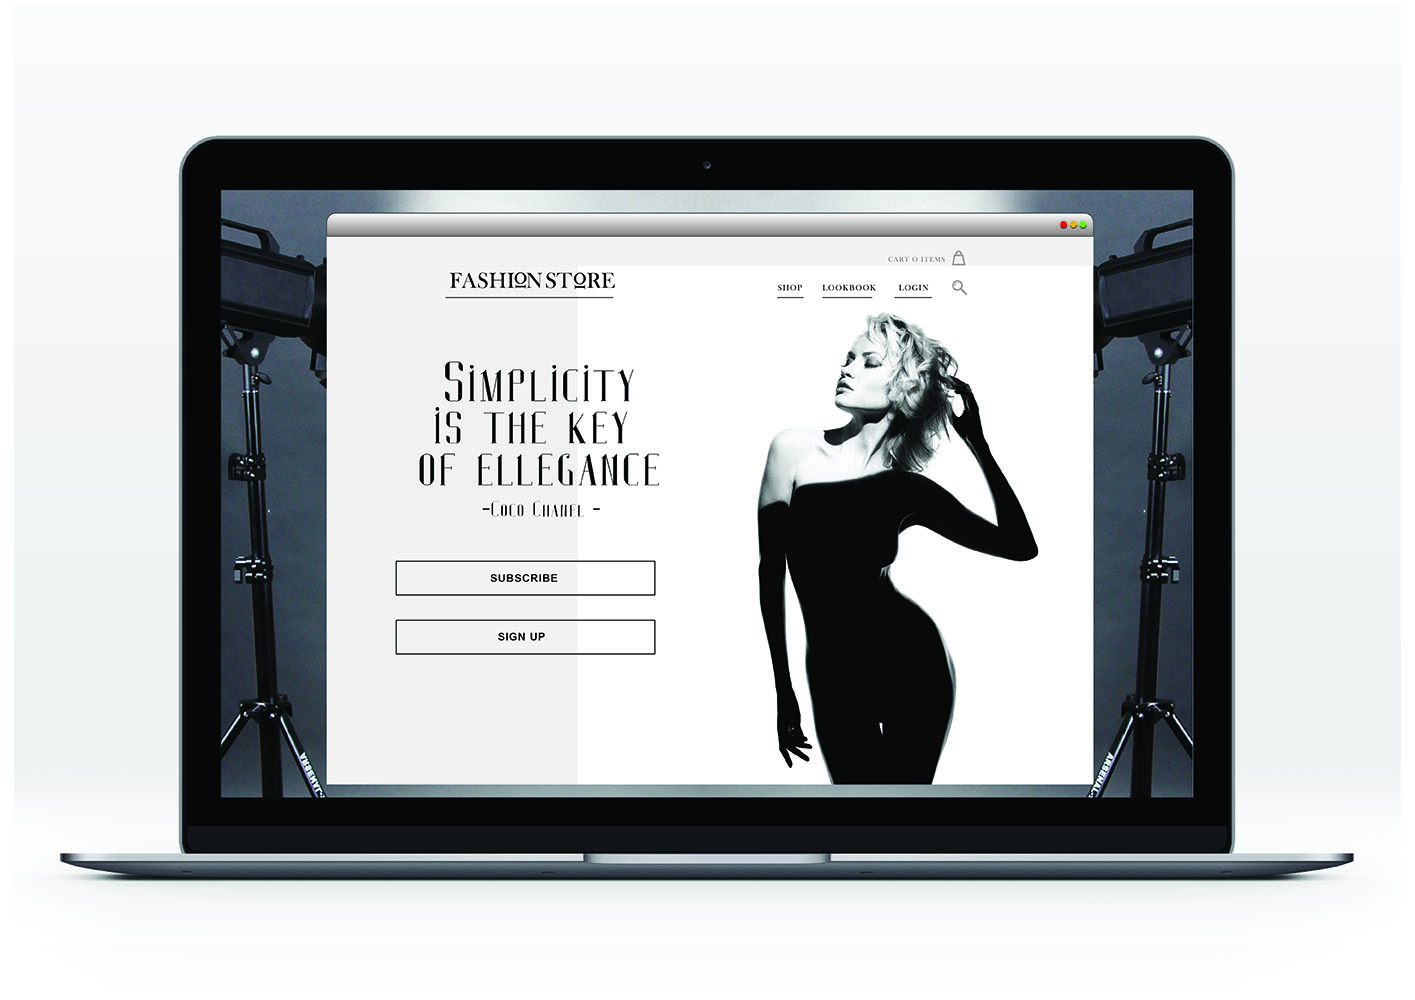 CART 0 ITEMS
FASHION STORE
SHOP LOOKBOOK LOGIN
SIMPLICITY
IS THE KEY
OF ELLEGANCE
-COCO CHANEL -
SUBSCRIBE
SIGN UP
ARSENAL